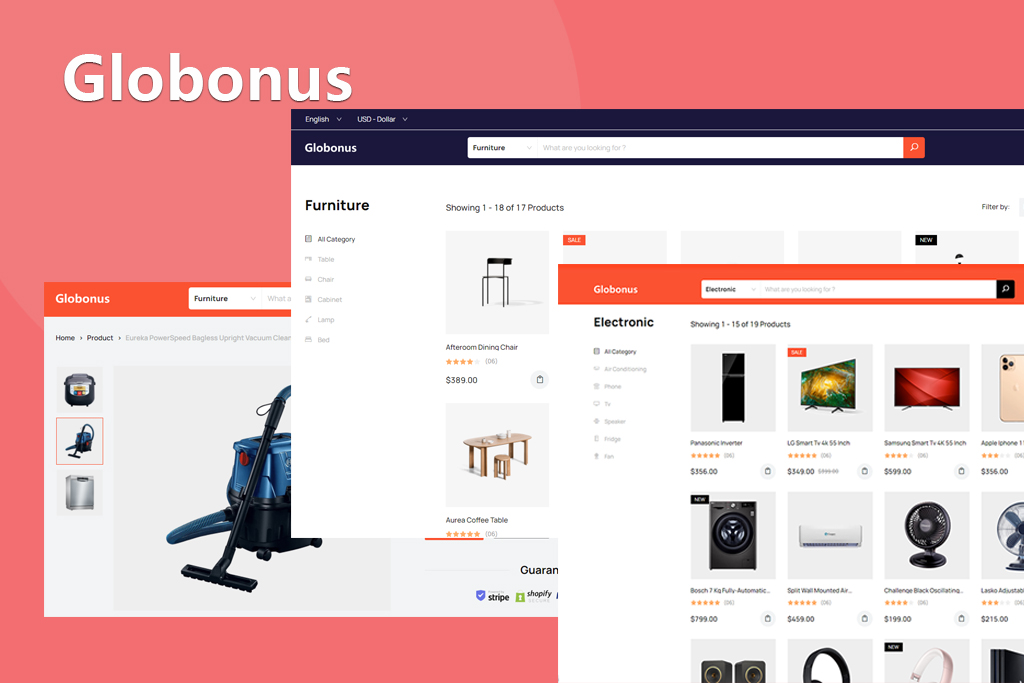 Globonus
English
USD - Dollar
Globonus
Furniture
What are you looking for ?
Furniture
Showing 1 - 18 of 17 Products
Filter by:
All Category
Table
Chair
Cabinet
Lamp
Bed
SALE
NEW
Afteroom Dining Chair
(06)
$389.00
Aurea Coffee Table
(06)
Globonus
Furniture
What a
Home > Product > Eureka PowerSpeed Bagless Upright Vacuum Clean
Guaran
stripe
shopify
SECURE
Globonus
Electronic
What are you looking for ?
Electronic
Showing 1 - 15 of 19 Products
All Category
Air Conditioning
Phone
Tv
Speaker
Fridge
Fan
SALE
Panasonic Inverter
LG Smart Tv 4k 55 Inch
Samsung Smart Tv 4K 55 Inch
Apple Iphone 11
(06)
(06)
(06)
(06)
$356.00
$349.00 $399.00
$599.00
$356.00
NEW
Bosch 7 Kg Fully-Automatic...
Split Wall Mounted Air...
Challenge Black Oscillating...
Lasko Adjustab
(06)
(06)
(06)
(06)
$799.00
$459.00
$199.00
$215.00
NEW